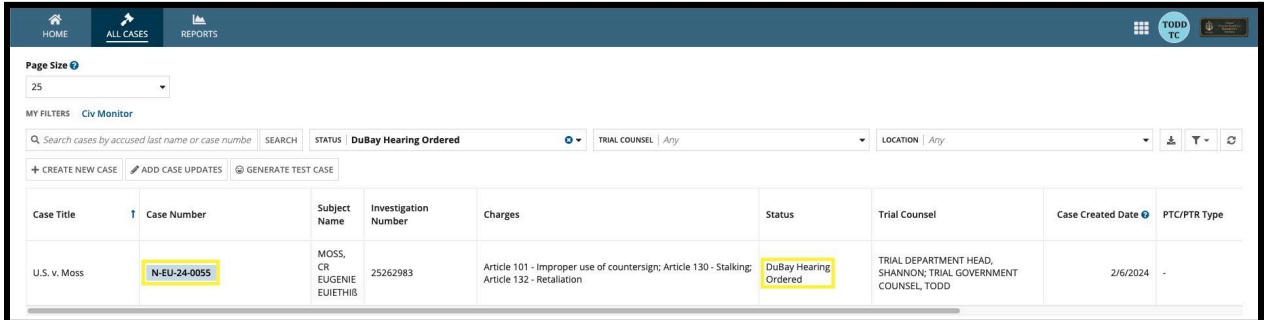 HOME ALL CASES REPORTS TODD TC
Page Size
25
MY FILTERS Civ Monitor
Search cases by accused last name or case numbe SEARCH STATUS DuBay Hearing Ordered TRIAL COUNSEL Any LOCATION Any
+ CREATE NEW CASE ADD CASE UPDATES GENERATE TEST CASE
Case Title Case Number Subject Name Investigation Number Charges Status Trial Counsel Case Created Date PTC/PTR Type
U.S. v. Moss N-EU-24-0055 MOSS, CR EUGENIE EUIETHIß 25262983 Article 101 - Improper use of countersign; Article 130 - Stalking; Article 132 - Retaliation DuBay Hearing Ordered TRIAL DEPARTMENT HEAD, SHANNON; TRIAL GOVERNMENT COUNSEL, TODD 2/6/2024 -